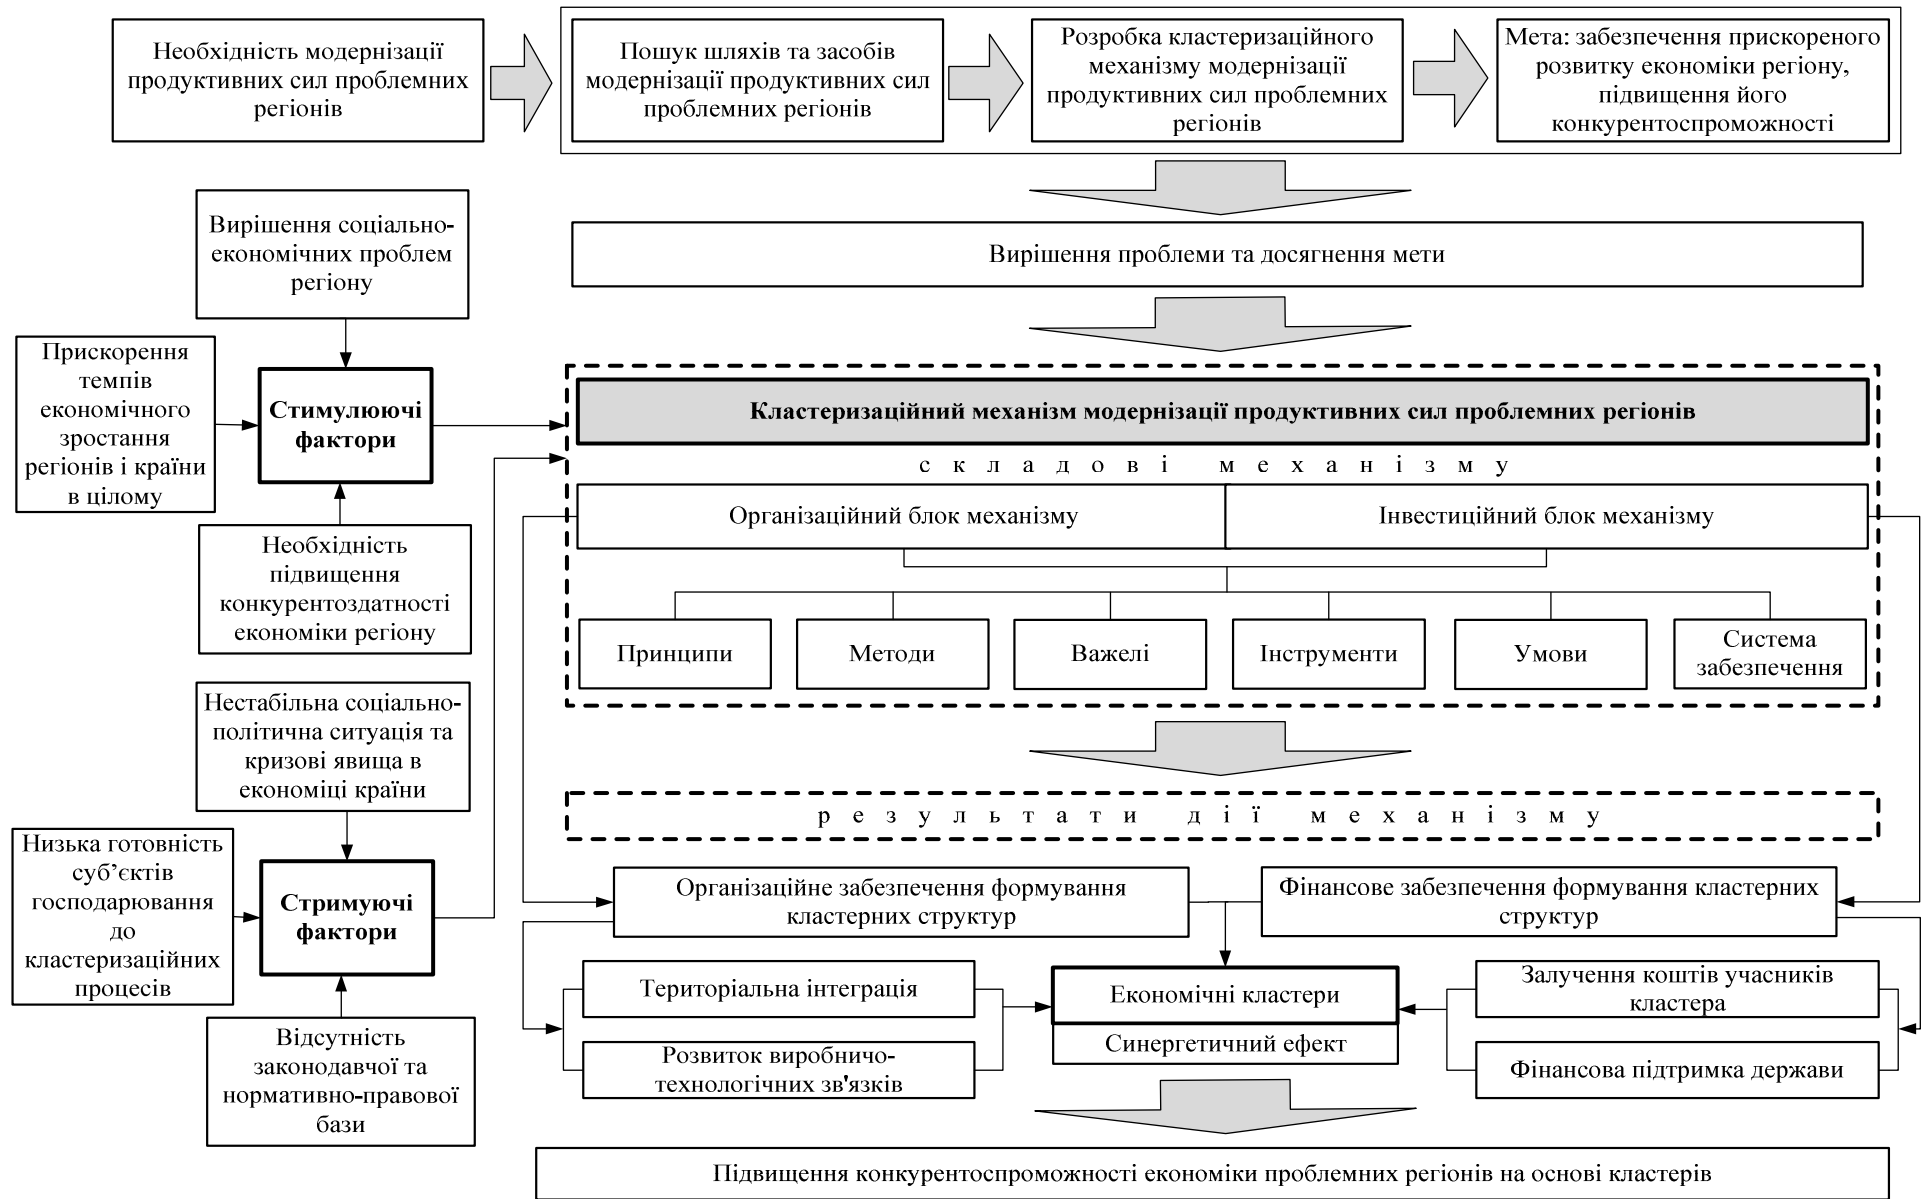 Необхідність модернізації
продуктивних сил проблемних
регіонів
Пошук шляхів та засобів
модернізації продуктивних сил
проблемних регіонів
Розробка кластеризаційного
механізму модернізації
продуктивних сил проблемних
регіонів
Мета: забезпечення прискореного
розвитку економіки регіону,
підвищення його
конкурентоспроможності
Вирішення соціально-
економічних проблем
регіону
Вирішення проблеми та досягнення мети
Прискорення
темпів
економічного
зростання
регіонів і країни
в цілому
Стимулюючі
фактори
Необхідність
підвищення
конкурентоздатності
економіки регіону
Кластеризаційний механізм модернізації продуктивних сил проблемних регіонів
складові механізму
Організаційний блок механізму
Інвестиційний блок механізму
Принципи
Методи
Важелі
Інструменти
Умови
Система
забезпечення
Нестабільна соціально-
політична ситуація та
кризові явища в
економіці країни
Низька готовність
суб’єктів
господарювання
до
кластеризаційних
процесів
Стримуючі
фактори
Відсутність
законодавчої та
нормативно-правової
бази
результати дії механізму
Організаційне забезпечення формування
кластерних структур
Фінансове забезпечення формування кластерних
структур
Територіальна інтеграція
Розвиток виробничо-
технологічних зв'язків
Економічні кластери
Синергетичний ефект
Залучення коштів учасників
кластера
Фінансова підтримка держави
Підвищення конкурентоспроможності економіки проблемних регіонів на основі кластерів